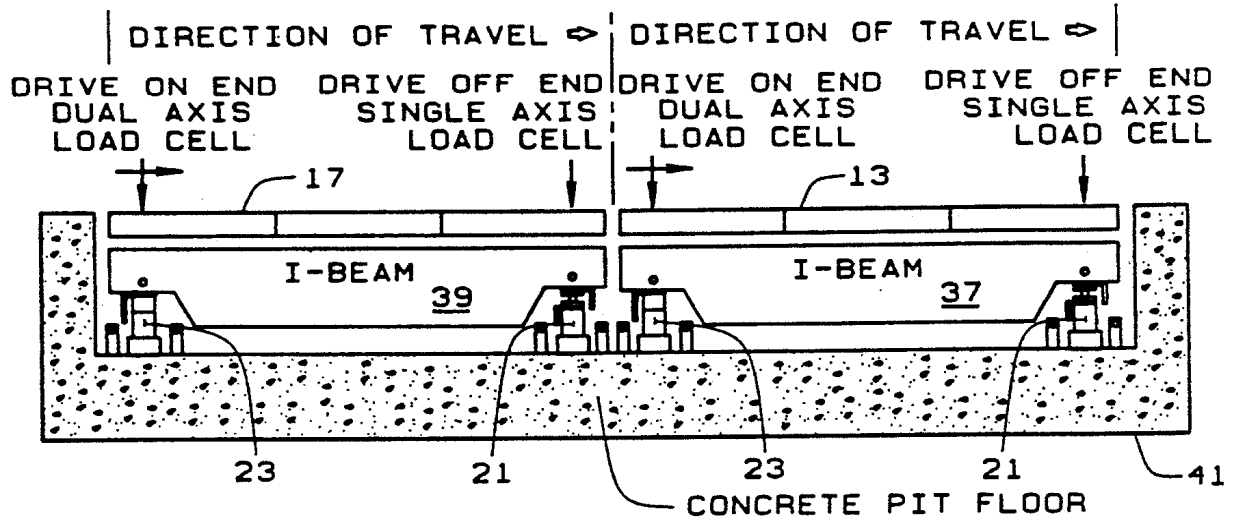 DIRECTION OF TRAVEL ⇨ DIRECTION OF TRAVEL ⇨
DRIVE ON END
DUAL AXIS
LOAD CELL
DRIVE OFF END
SINGLE AXIS
LOAD CELL
DRIVE ON END
DUAL AXIS
LOAD CELL
DRIVE OFF END
SINGLE AXIS
LOAD CELL
17
13
I-BEAM
39
I-BEAM
37
23
21
23
21
41
CONCRETE PIT FLOOR